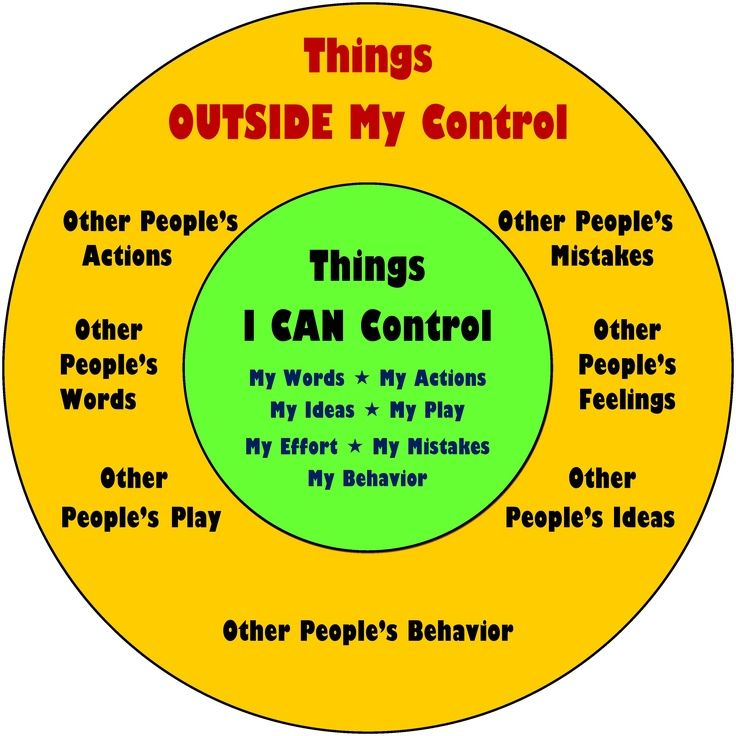 Things
OUTSIDE My Control
Other People's
Actions
Other People's
Mistakes
Things
I CAN Control
My Words ★ My Actions
My Ideas ★ My Play
My Effort ★ My Mistakes
My Behavior
Other
People's
Words
Other
People's
Feelings
Other
People's Play
Other
People's Ideas
Other People's Behavior